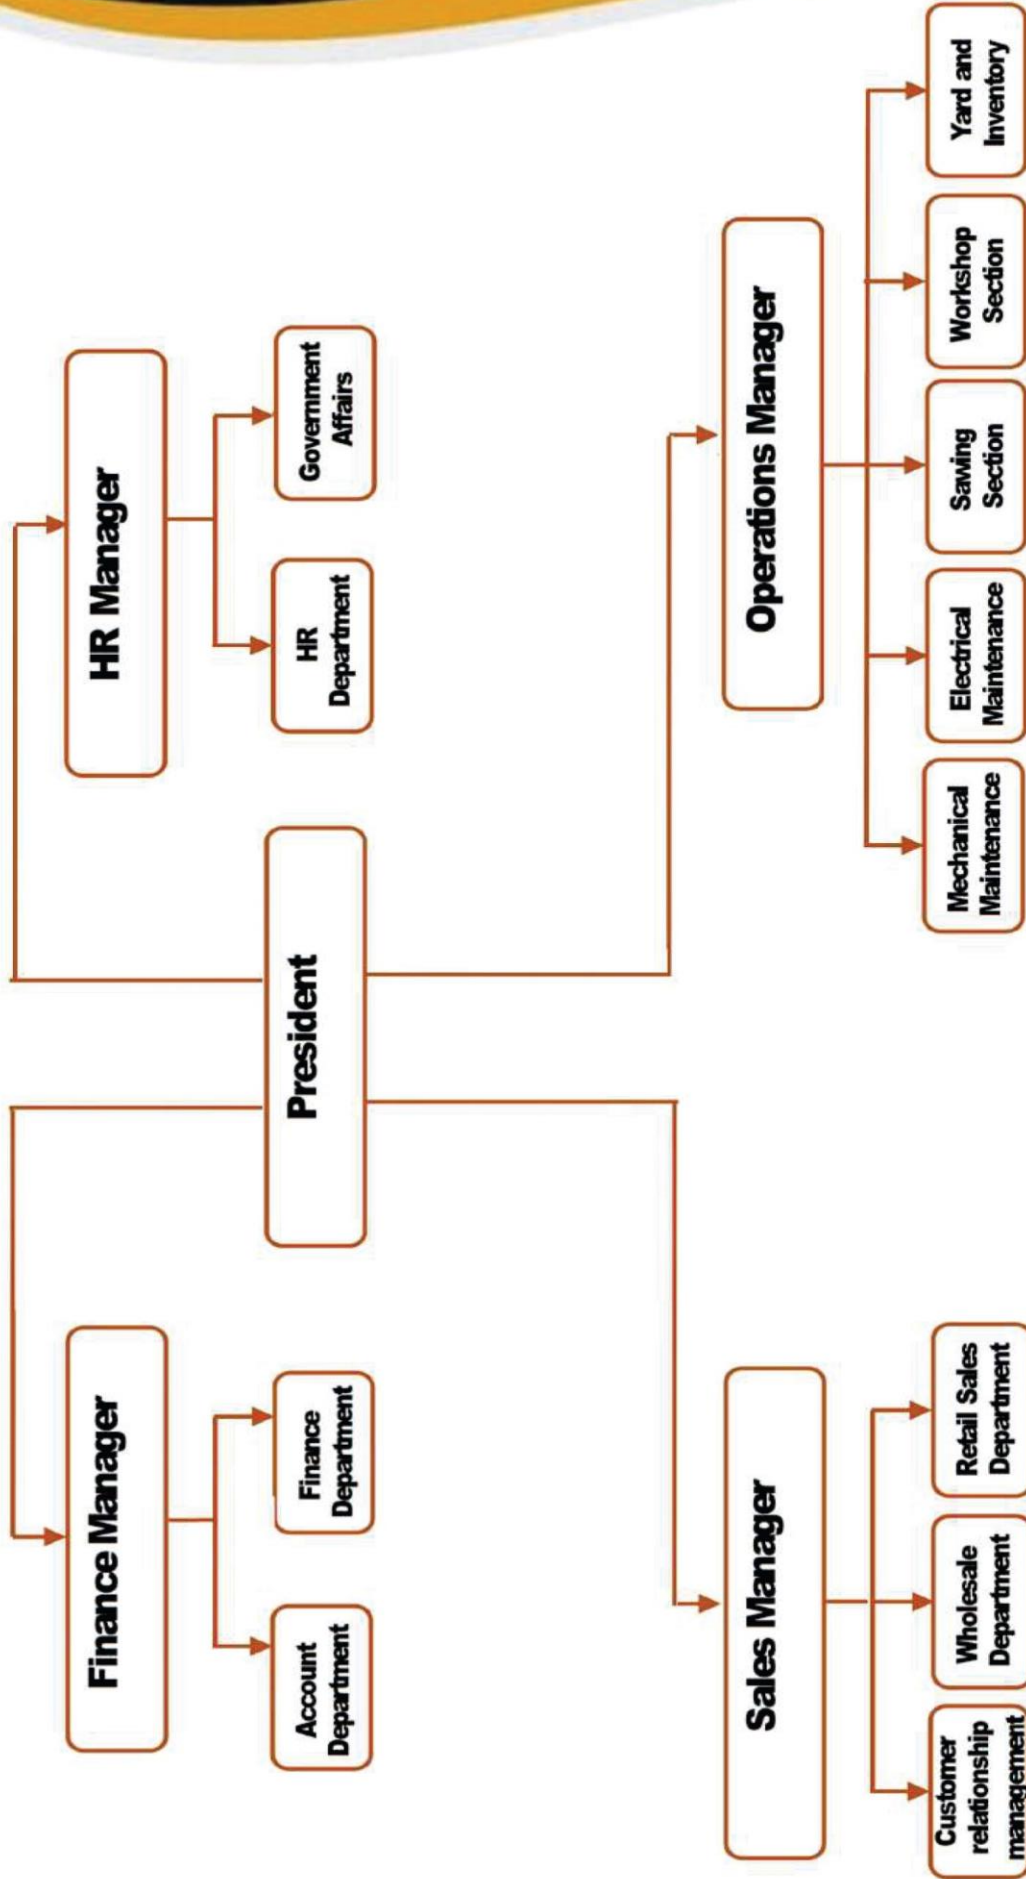 Finance Manager
HR Manager
Account
Department
Finance
Department
HR
Department
Government
Affairs
President
Sales Manager
Operations Manager
Customer
relationship
management
Wholesale
Department
Retail Sales
Department
Mechanical
Maintenance
Electrical
Maintenance
Sawing
Section
Workshop
Section
Yard and
Inventory